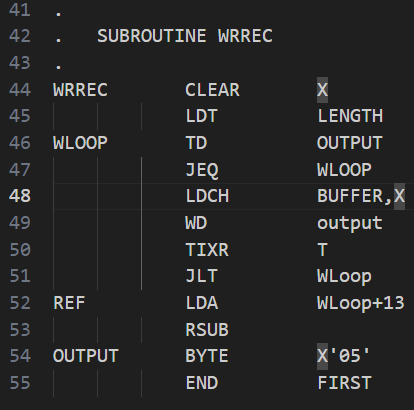 41 .
42 .   SUBROUTINE WRREC
43 .
44 WRREC       CLEAR       X
45             LDT         LENGTH
46 WLOOP       TD          OUTPUT
47             JEQ         WLOOP
48             LDCH        BUFFER,X
49             WD          output
50             TIXR        T
51             JLT         WLoop
52 REF         LDA         WLoop+13
53             RSUB
54 OUTPUT      BYTE        X'05'
55             END         FIRST